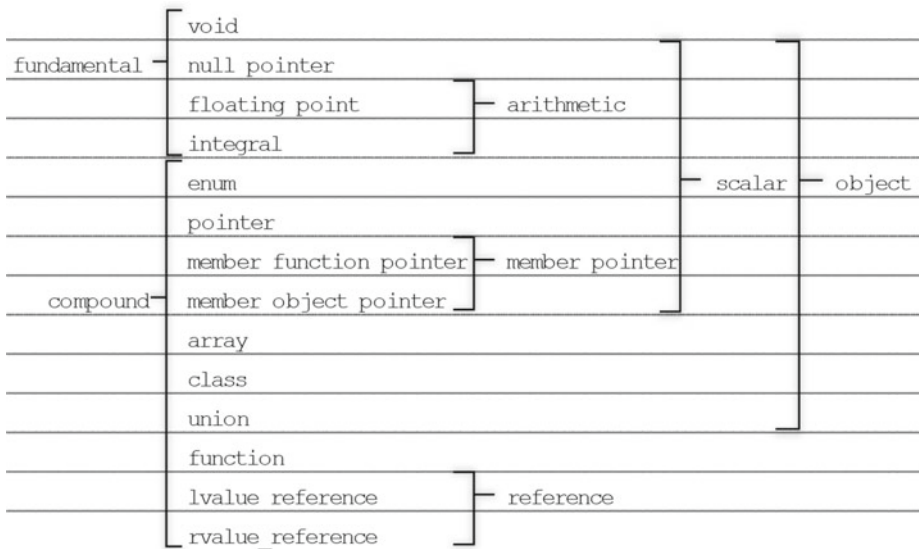 void
fundamental null pointer
floating point arithmetic
integral
enum scalar object
pointer
member function pointer member pointer
compound member object pointer
array
class
union
function
lvalue reference reference
rvalue reference